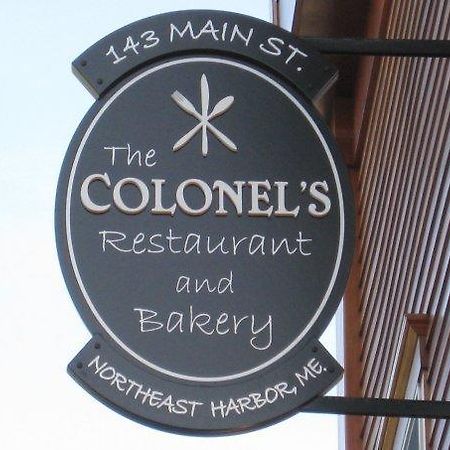 143 MAIN ST.
The
COLONEL'S
Restaurant
and
Bakery
NORTHEAST HARBOR, ME.